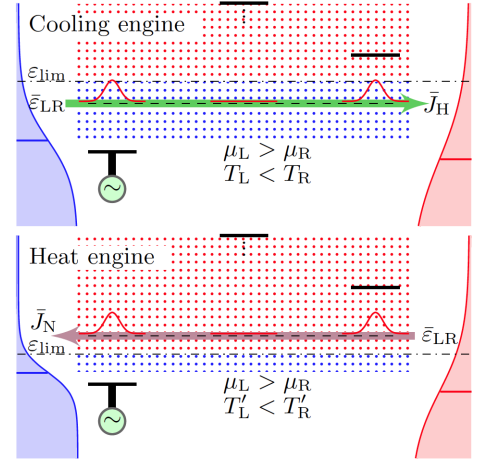 Cooling engine
ε_lim
ε̄_LR
J̄_H
μ_L > μ_R
T_L < T_R
~
Heat engine
J̄_N
ε̄_LR
ε_lim
μ_L > μ_R
T′_L < T′_R
~